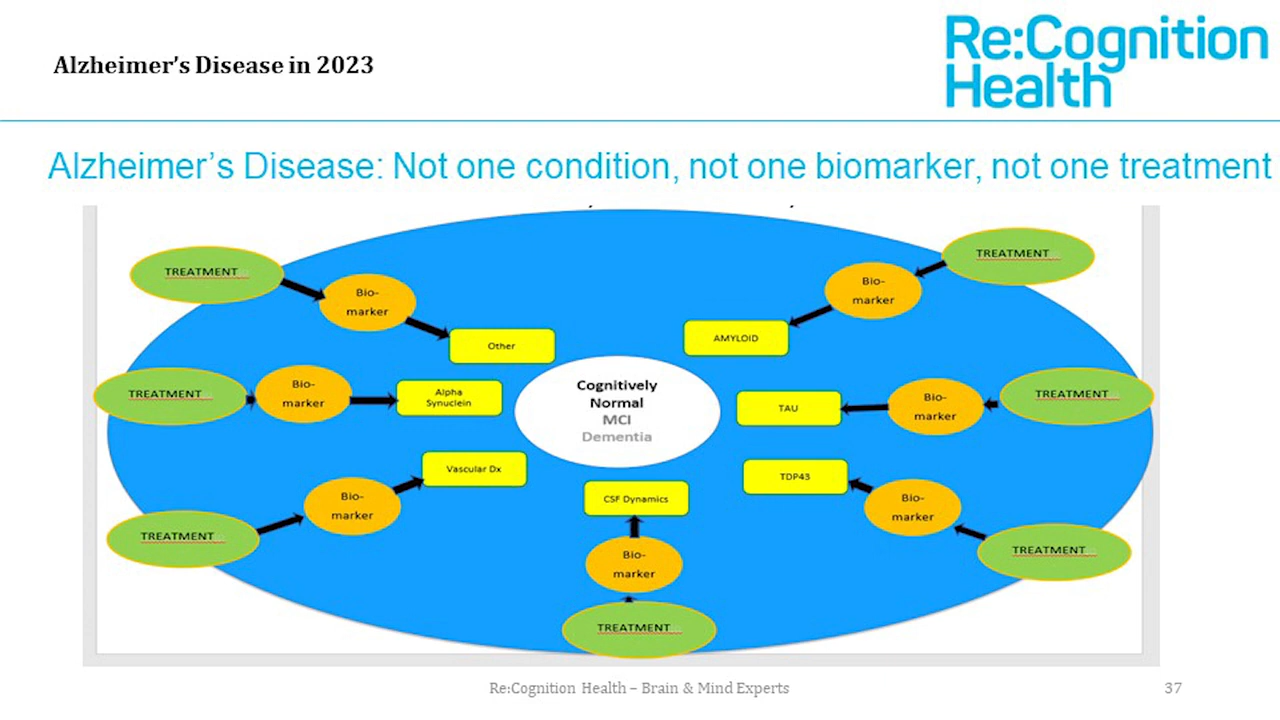 Alzheimer's Disease in 2023
Re:Cognition
Health
Alzheimer's Disease: Not one condition, not one biomarker, not one treatment
TREATMENT
Bio-
marker
Other
TREATMENT
Bio-
marker
AMYLOID
TREATMENT
Bio-
marker
Alpha
Synuclein
Cognitively
Normal
MCI
Dementia
TAU
Bio-
marker
TREATMENT
Vascular Dx
Bio-
marker
TREATMENT
TDP43
Bio-
marker
TREATMENT
CSF Dynamics
Bio-
marker
TREATMENT
Re:Cognition Health – Brain & Mind Experts
37